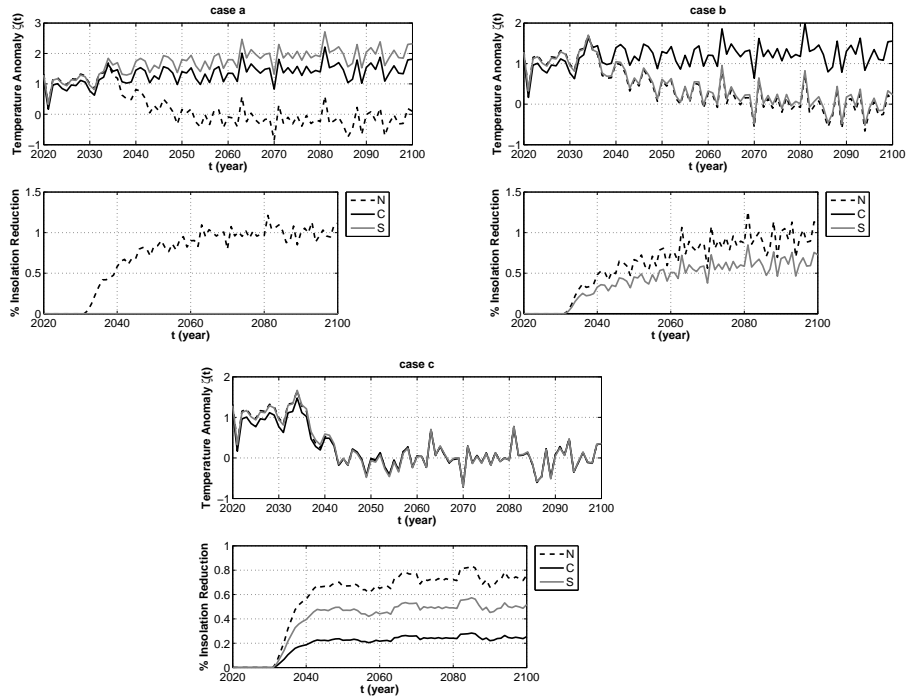 case a
Temperature Anomaly ζ(t)
3
2
1
0
−1
2020 2030 2040 2050 2060 2070 2080 2090 2100
t (year)
% Insolation Reduction
1.5
1
0.5
0
2020 2040 2060 2080 2100
t (year)
N
C
S
case b
Temperature Anomaly ζ(t)
2
1
0
−1
2020 2030 2040 2050 2060 2070 2080 2090 2100
t (year)
% Insolation Reduction
1.5
1
0.5
0
2020 2040 2060 2080 2100
t (year)
N
C
S
case c
Temperature Anomaly ζ(t)
2
1
0
−1
2020 2030 2040 2050 2060 2070 2080 2090 2100
t (year)
% Insolation Reduction
1
0.8
0.6
0.4
0.2
0
2020 2040 2060 2080 2100
t (year)
N
C
S